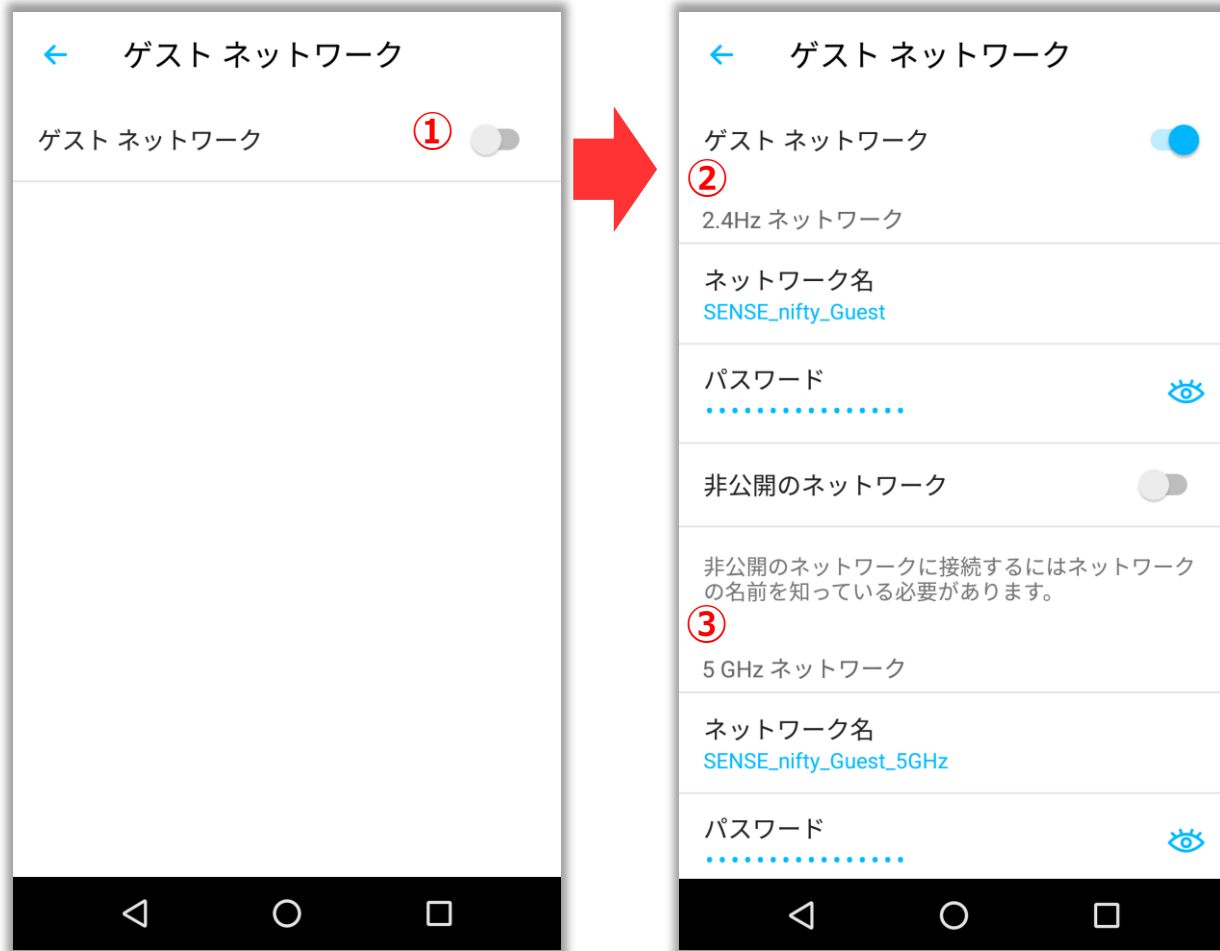 ゲスト ネットワーク
ゲスト ネットワーク
①
ゲスト ネットワーク
ゲスト ネットワーク
②
2.4Hz ネットワーク
ネットワーク名
SENSE_nifty_Guest
パスワード
••••••••••••••••
非公開のネットワーク
非公開のネットワークに接続するにはネットワーク
の名前を知っている必要があります。
③
5 GHz ネットワーク
ネットワーク名
SENSE_nifty_Guest_5GHz
パスワード
••••••••••••••••